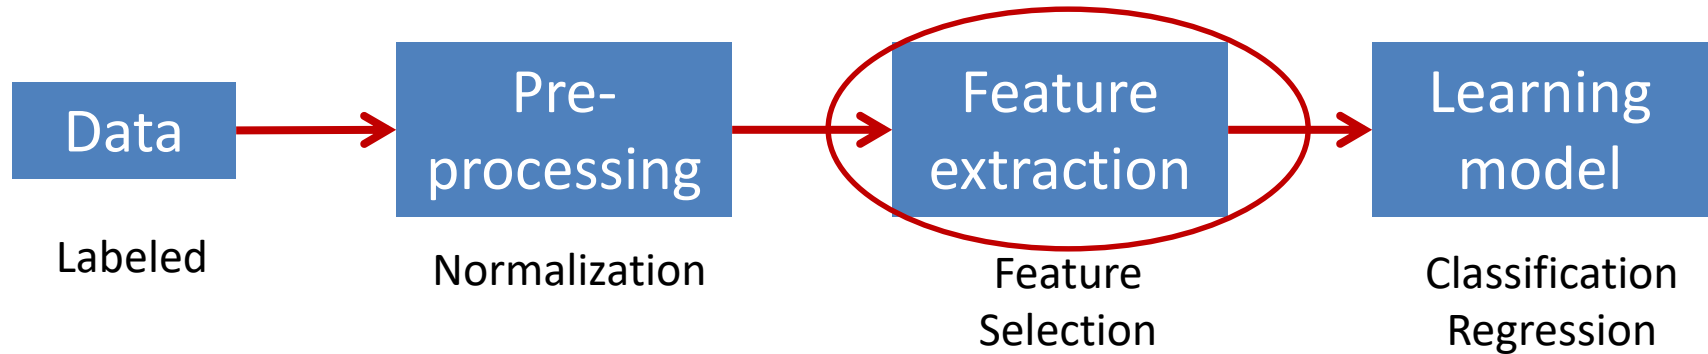 Data
Pre-
processing
Feature
extraction
Learning
model
Labeled
Normalization
Feature
Selection
Classification
Regression